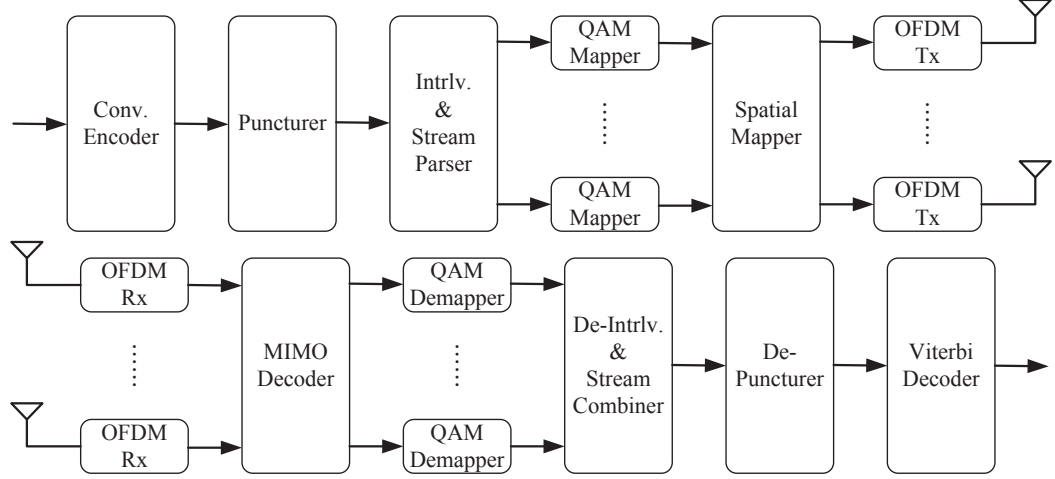 Conv.
Encoder
Puncturer
Intrlv.
&
Stream
Parser
QAM
Mapper
QAM
Mapper
Spatial
Mapper
OFDM
Tx
OFDM
Tx
OFDM
Rx
OFDM
Rx
MIMO
Decoder
QAM
Demapper
QAM
Demapper
De-Intrlv.
&
Stream
Combiner
De-
Puncturer
Viterbi
Decoder